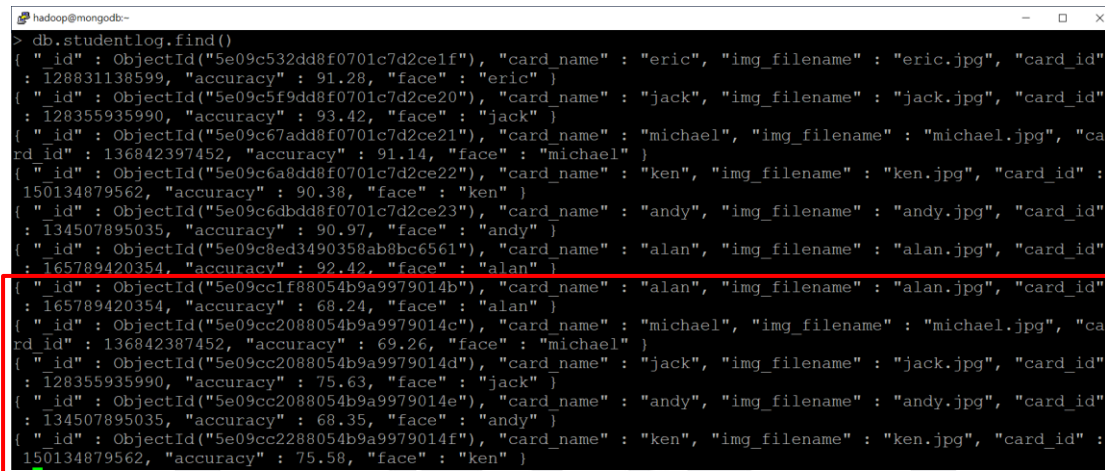 hadoop@mongodb:~
> db.studentlog.find()
{ "_id" : ObjectId("5e09c532dd8f0701c7d2ce1f"), "card_name" : "eric", "img_filename" : "eric.jpg", "card_id"
 : 128831138599, "accuracy" : 91.28, "face" : "eric" }
{ "_id" : ObjectId("5e09c5f9dd8f0701c7d2ce20"), "card_name" : "jack", "img_filename" : "jack.jpg", "card_id"
 : 128355935990, "accuracy" : 93.42, "face" : "jack" }
{ "_id" : ObjectId("5e09c67add8f0701c7d2ce21"), "card_name" : "michael", "img_filename" : "michael.jpg", "ca
rd_id" : 136842397452, "accuracy" : 91.14, "face" : "michael" }
{ "_id" : ObjectId("5e09c6a8dd8f0701c7d2ce22"), "card_name" : "ken", "img_filename" : "ken.jpg", "card_id" :
 150134879562, "accuracy" : 90.38, "face" : "ken" }
{ "_id" : ObjectId("5e09c6dbdd8f0701c7d2ce23"), "card_name" : "andy", "img_filename" : "andy.jpg", "card_id"
 : 134507895035, "accuracy" : 90.97, "face" : "andy" }
{ "_id" : ObjectId("5e09c8ed3490358ab8bc6561"), "card_name" : "alan", "img_filename" : "alan.jpg", "card_id"
 : 165789420354, "accuracy" : 92.42, "face" : "alan" }
{ "_id" : ObjectId("5e09cc1f88054b9a9979014b"), "card_name" : "alan", "img_filename" : "alan.jpg", "card_id"
 : 165789420354, "accuracy" : 68.24, "face" : "alan" }
{ "_id" : ObjectId("5e09cc2088054b9a9979014c"), "card_name" : "michael", "img_filename" : "michael.jpg", "ca
rd_id" : 136842387452, "accuracy" : 69.26, "face" : "michael" }
{ "_id" : ObjectId("5e09cc2088054b9a9979014d"), "card_name" : "jack", "img_filename" : "jack.jpg", "card_id"
 : 128355935990, "accuracy" : 75.63, "face" : "jack" }
{ "_id" : ObjectId("5e09cc2088054b9a9979014e"), "card_name" : "andy", "img_filename" : "andy.jpg", "card_id"
 : 134507895035, "accuracy" : 68.35, "face" : "andy" }
{ "_id" : ObjectId("5e09cc2288054b9a9979014f"), "card_name" : "ken", "img_filename" : "ken.jpg", "card_id" :
 150134879562, "accuracy" : 75.58, "face" : "ken" }